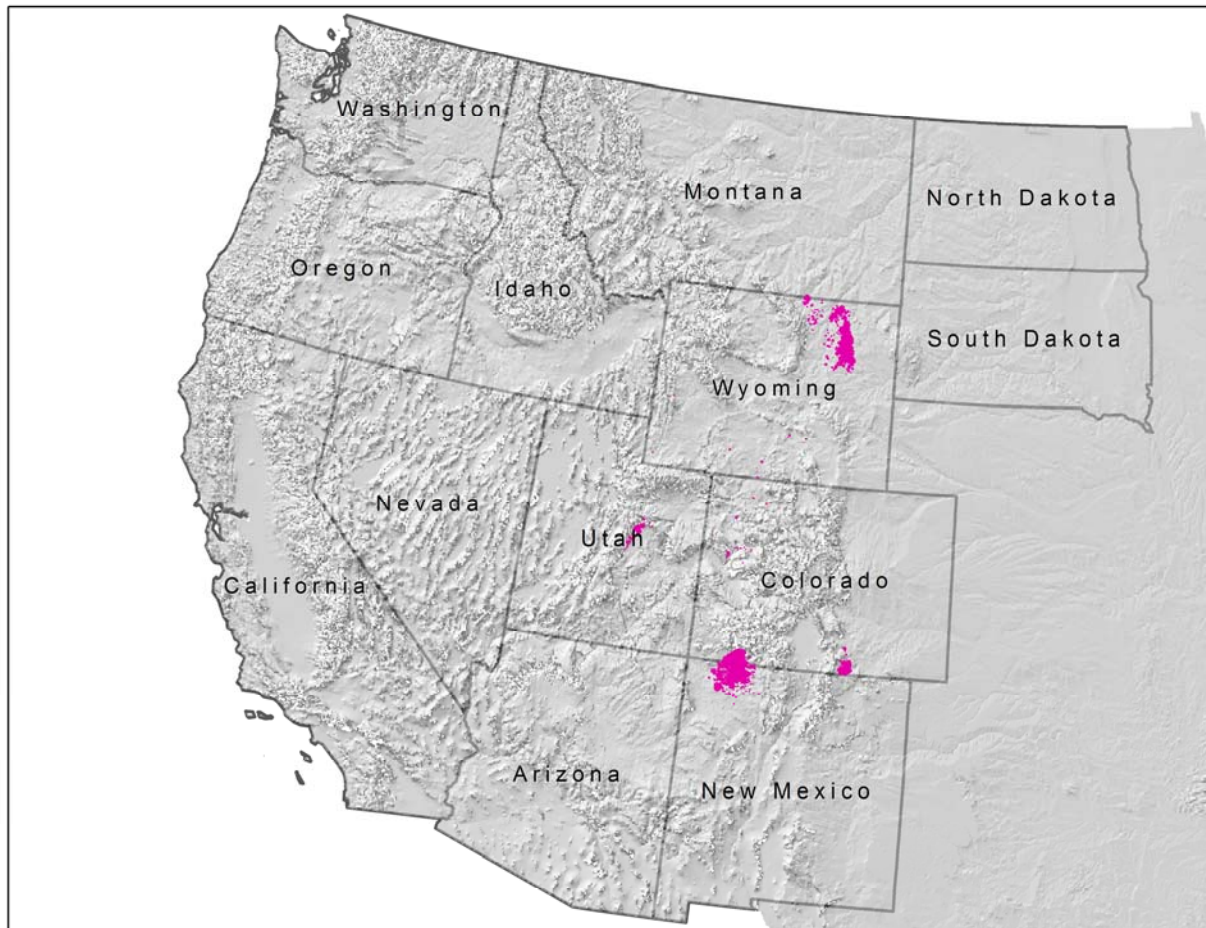 Washington
Montana
North Dakota
Oregon
Idaho
South Dakota
Wyoming
Nevada
Utah
California
Colorado
Arizona
New Mexico